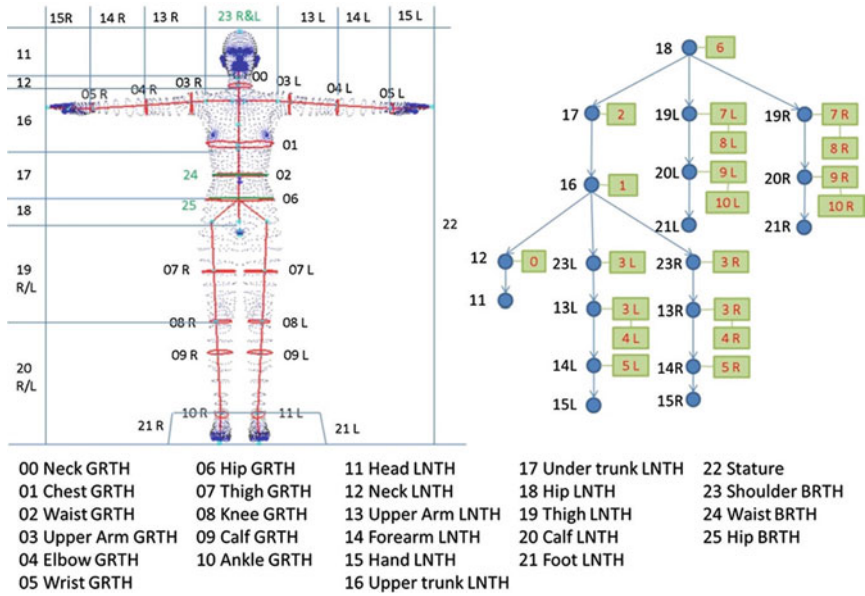 15R 14 R 13 R 23 R&L 13 L 14 L 15 L
11
12
16
17
18
19
R/L
20
R/L
22
00
03 R 03 L
04 R 04 L
05 R 05 L
01
24 02
25 06
07 R 07 L
08 R 08 L
09 R 09 L
10 R 11 L
21 R 21 L
18 6
17 2 19L 7 L 19R 7 R
8 L 8 R
16 1 20L 9 L 20R 9 R
10 L 10 R
21L 21R
12 0 23L 3 L 23R 3 R
11 13L 3 L 13R 3 R
4 L 4 R
14L 5 L 14R 5 R
15L 15R
00 Neck GRTH 06 Hip GRTH 11 Head LNTH 17 Under trunk LNTH 22 Stature
01 Chest GRTH 07 Thigh GRTH 12 Neck LNTH 18 Hip LNTH 23 Shoulder BRTH
02 Waist GRTH 08 Knee GRTH 13 Upper Arm LNTH 19 Thigh LNTH 24 Waist BRTH
03 Upper Arm GRTH 09 Calf GRTH 14 Forearm LNTH 20 Calf LNTH 25 Hip BRTH
04 Elbow GRTH 10 Ankle GRTH 15 Hand LNTH 21 Foot LNTH
05 Wrist GRTH 16 Upper trunk LNTH